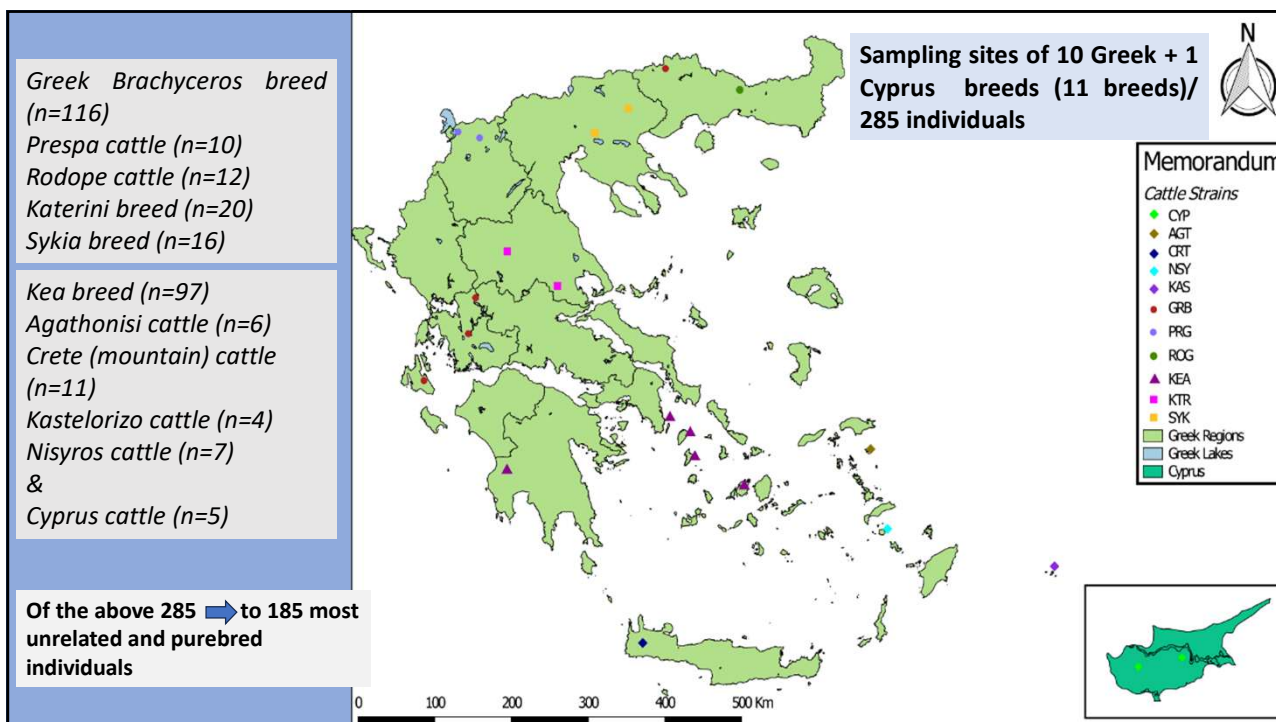 Greek Brachyceros breed
(n=116)
Prespa cattle (n=10)
Rodope cattle (n=12)
Katerini breed (n=20)
Sykia breed (n=16)
Kea breed (n=97)
Agathonisi cattle (n=6)
Crete (mountain) cattle
(n=11)
Kastelorizo cattle (n=4)
Nisyros cattle (n=7)
&
Cyprus cattle (n=5)
Of the above 285 to 185 most
unrelated and purebred
individuals
Sampling sites of 10 Greek + 1
Cyprus breeds (11 breeds)/
285 individuals
N
Memorandum
Cattle Strains
CYP
AGT
CRT
NSY
KAS
GRB
PRG
ROG
KEA
KTR
SYK
Greek Regions
Greek Lakes
Cyprus
0 100 200 300 400 500 Km